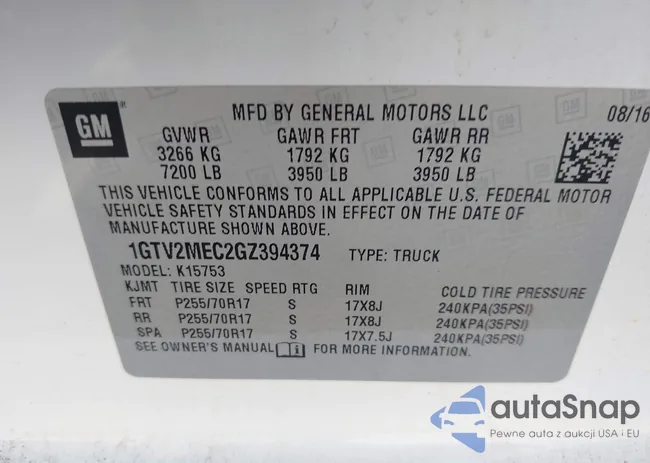 GM
MFD BY GENERAL MOTORS LLC 08/16
GVWR GAWR FRT GAWR RR
3266 KG 1792 KG 1792 KG
7200 LB 3950 LB 3950 LB
THIS VEHICLE CONFORMS TO ALL APPLICABLE U.S. FEDERAL MOTOR
VEHICLE SAFETY STANDARDS IN EFFECT ON THE DATE OF
MANUFACTURE SHOWN ABOVE.
1GTV2MEC2GZ394374 TYPE: TRUCK
MODEL: K15753
KJMT TIRE SIZE SPEED RTG RIM COLD TIRE PRESSURE
FRT P255/70R17 S 17X8J 240KPA(35PSI)
RR P255/70R17 S 17X8J 240KPA(35PSI)
SPA P255/70R17 S 17X7.5J 240KPA(35PSI)
SEE OWNER'S MANUAL FOR MORE INFORMATION.
autoSnap
Pewne auta z aukcji USA i EU